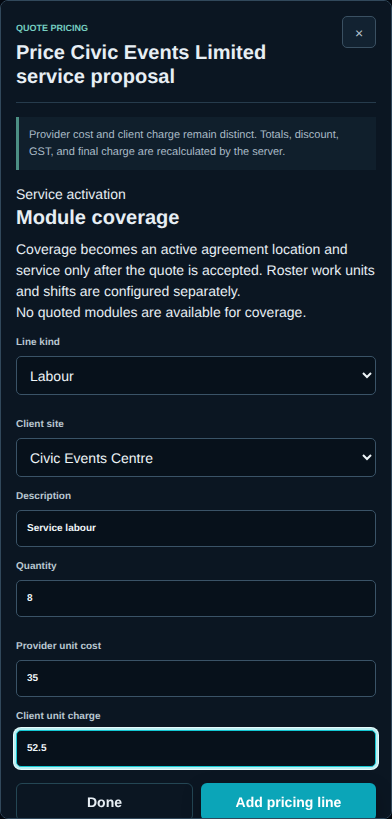 QUOTE PRICING
Price Civic Events Limited
service proposal
×
Provider cost and client charge remain distinct. Totals, discount,
GST, and final charge are recalculated by the server.
Service activation
Module coverage
Coverage becomes an active agreement location and
service only after the quote is accepted. Roster work units
and shifts are configured separately.
No quoted modules are available for coverage.
Line kind
Labour
Client site
Civic Events Centre
Description
Service labour
Quantity
8
Provider unit cost
35
Client unit charge
52.5
Done
Add pricing line